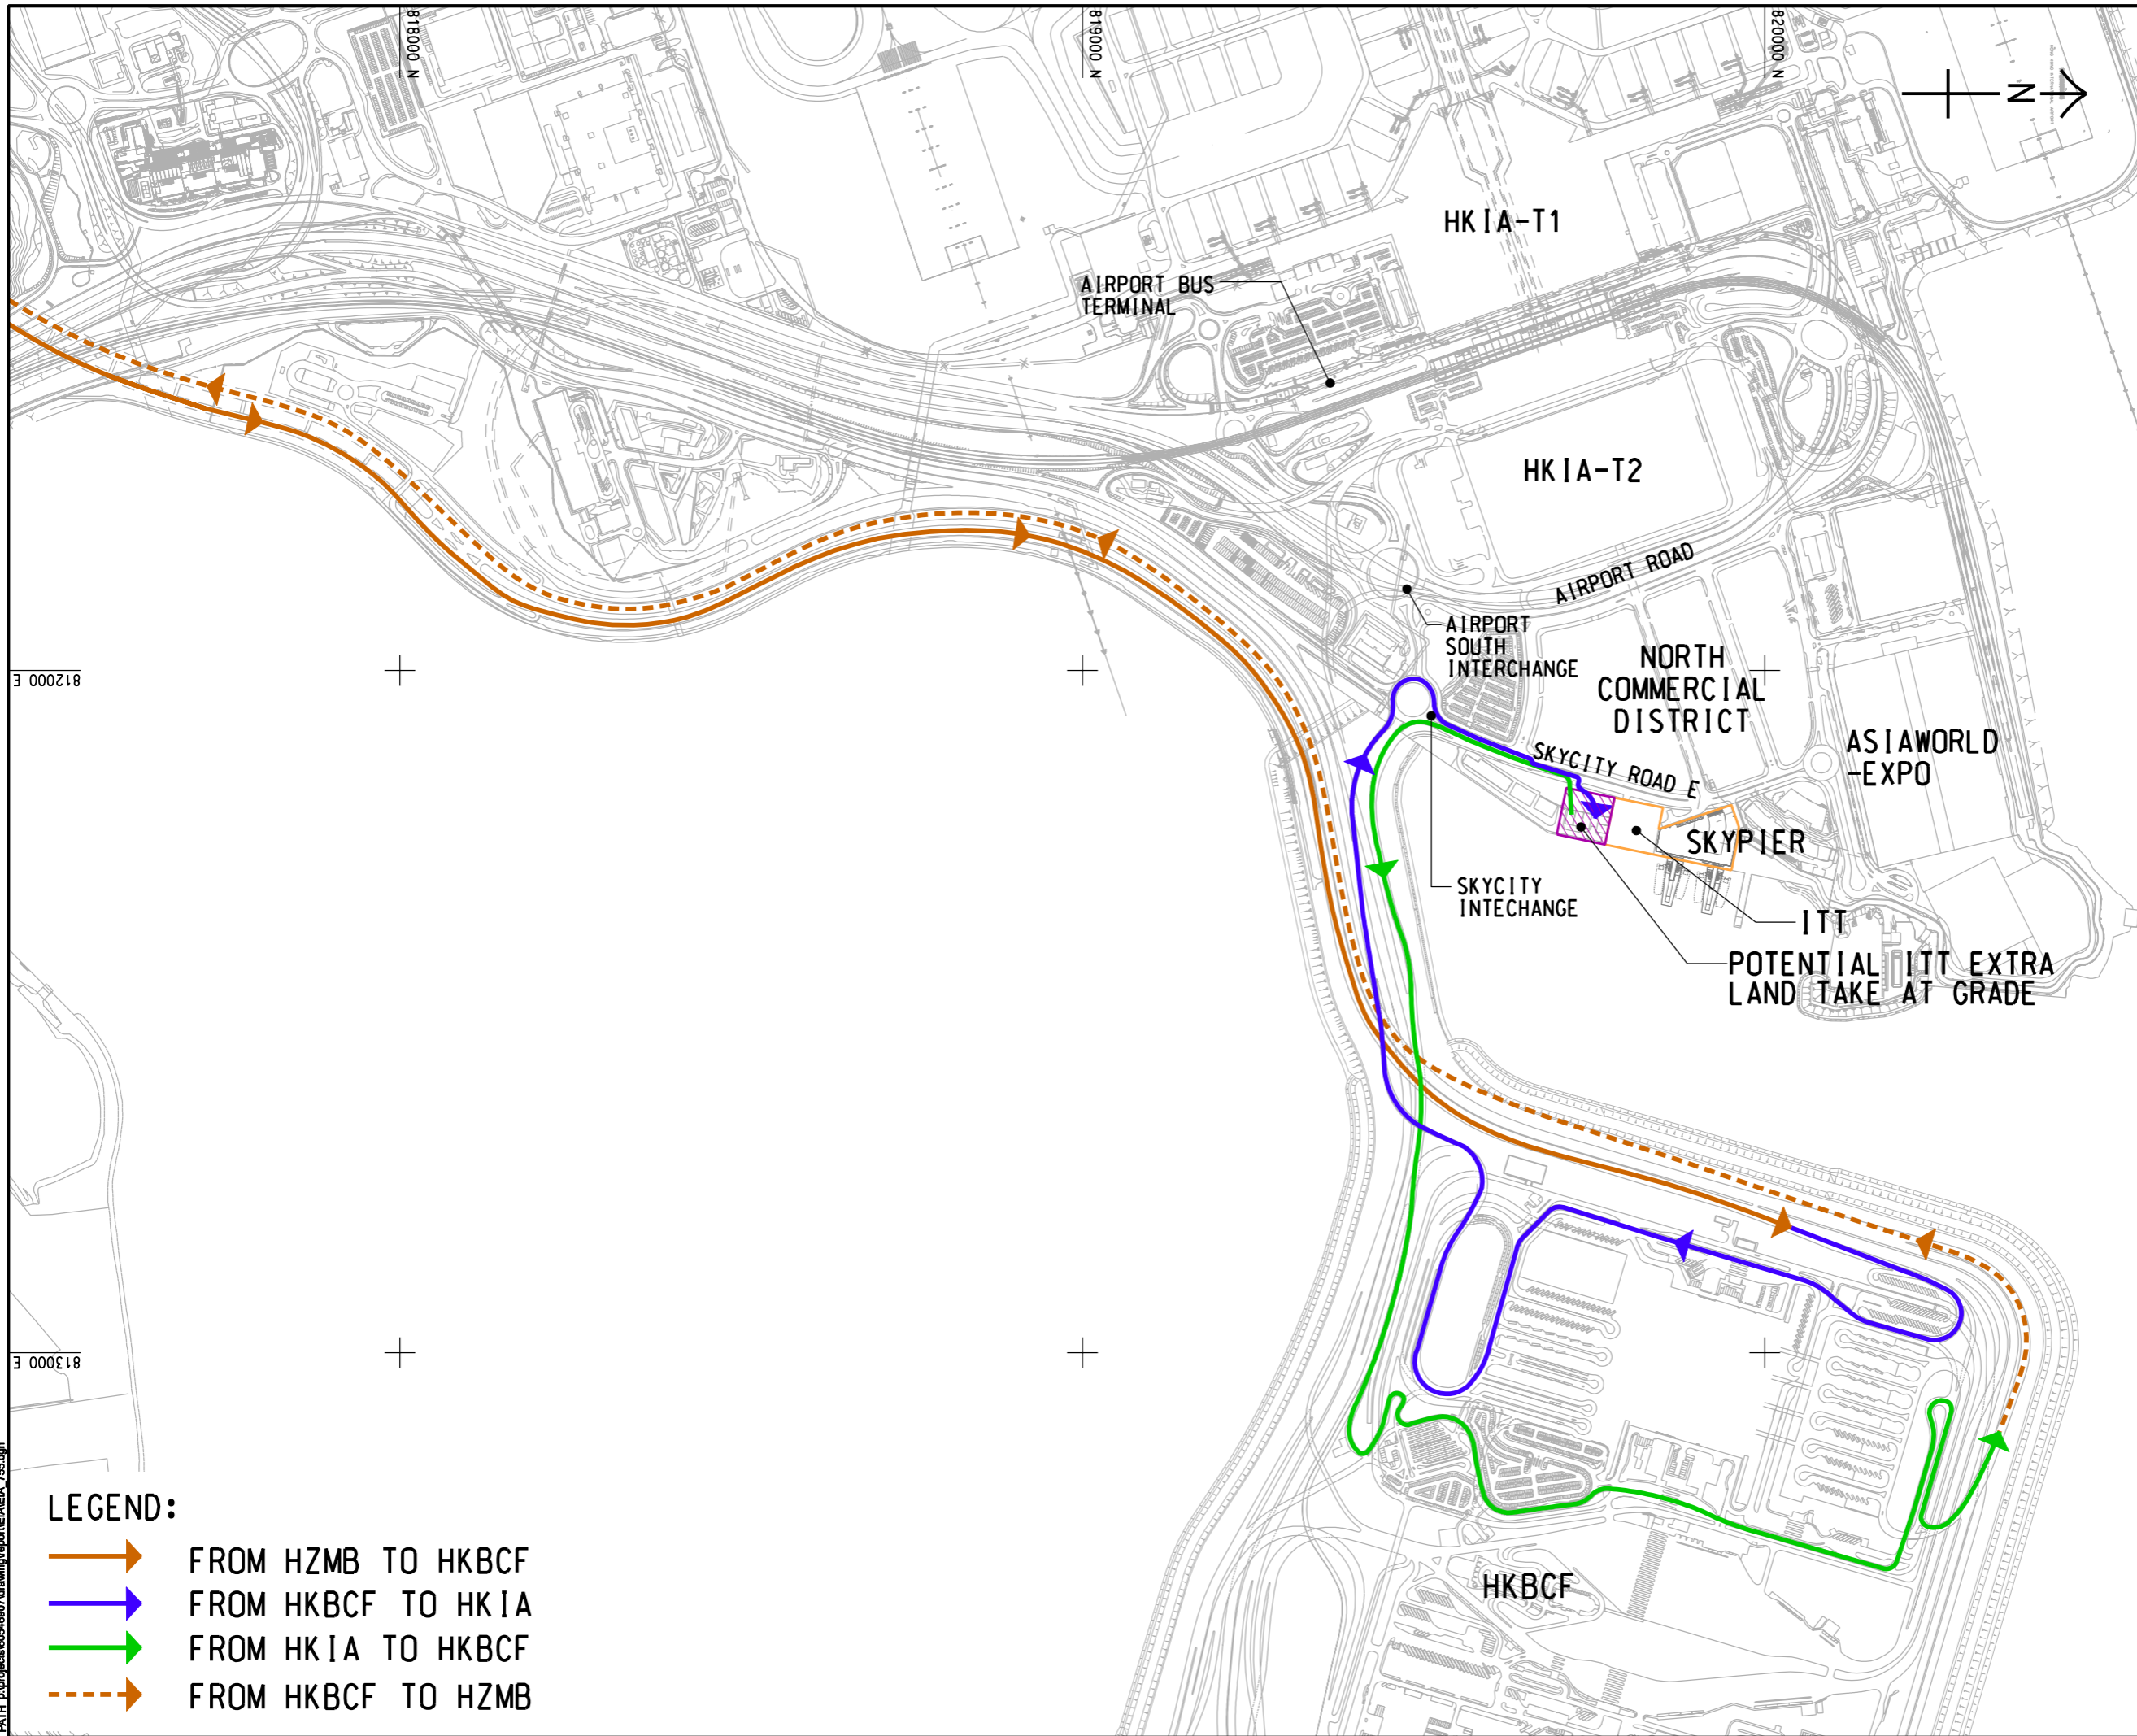 818000 N
819000 N
820000 N
N
HKIA-T1
AIRPORT BUS
TERMINAL
HKIA-T2
AIRPORT ROAD
AIRPORT
SOUTH
INTERCHANGE
812000 E
NORTH
COMMERCIAL
DISTRICT
SKYCITY ROAD E
ASIAWORLD
-EXPO
SKYPIER
SKYCITY
INTECHANGE
ITT
POTENTIAL ITT EXTRA
LAND TAKE AT GRADE
813000 E
HKBCF
LEGEND:
FROM HZMB TO HKBCF
FROM HKBCF TO HKIA
FROM HKIA TO HKBCF
FROM HKBCF TO HZMB